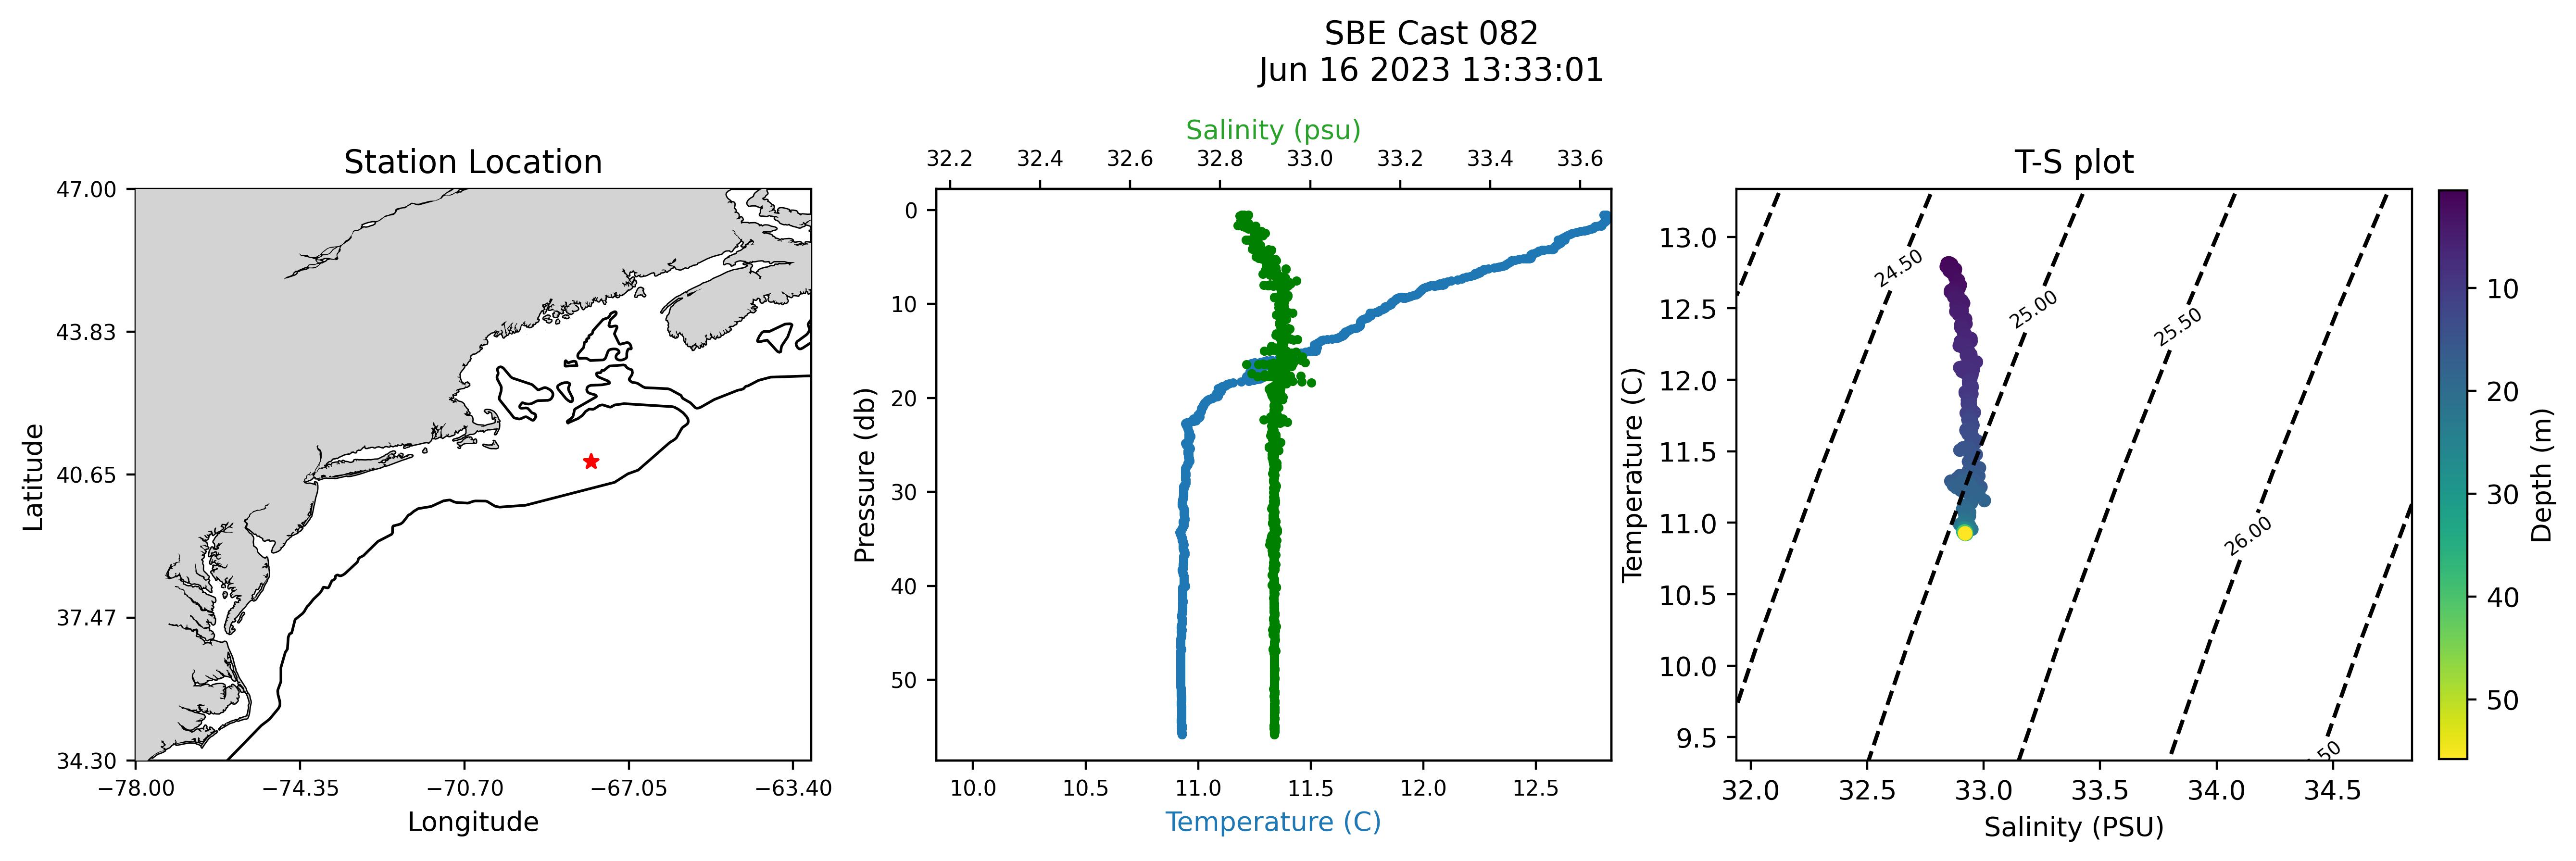 SBE Cast 082
Jun 16 2023 13:33:01
Station Location
47.00
43.83
40.65
37.47
34.30
−78.00 −74.35 −70.70 −67.05 −63.40
Latitude
Longitude
Salinity (psu)
32.2 32.4 32.6 32.8 33.0 33.2 33.4 33.6
0
10
20
30
40
50
Pressure (db)
10.0 10.5 11.0 11.5 12.0 12.5
Temperature (C)
T-S plot
13.0
12.5
12.0
11.5
11.0
10.5
10.0
9.5
Temperature (C)
24.50
25.00
25.50
26.00
.50
32.0 32.5 33.0 33.5 34.0 34.5
Salinity (PSU)
10
20
30
40
50
Depth (m)